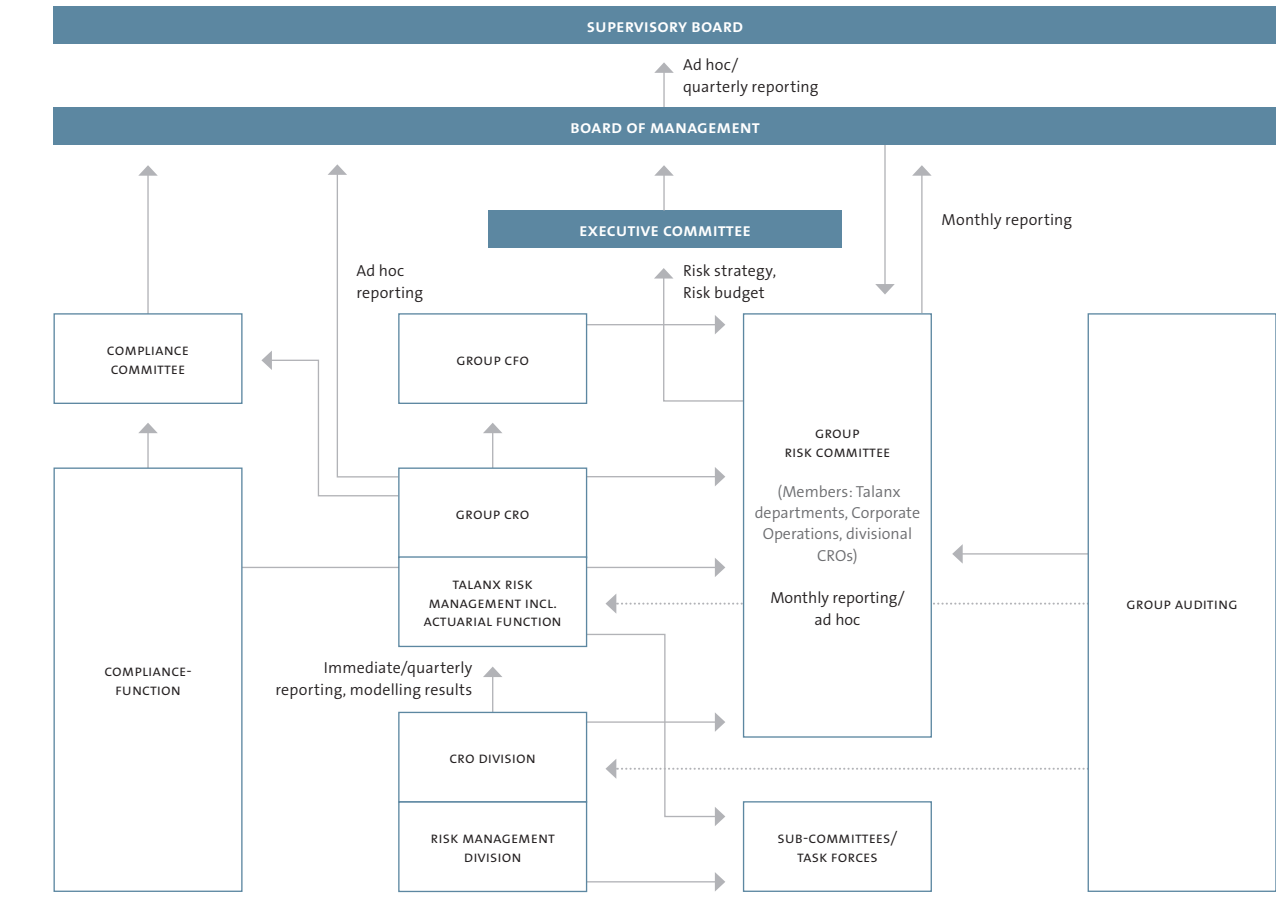 SUPERVISORY BOARD
Ad hoc/
quarterly reporting
BOARD OF MANAGEMENT
Monthly reporting
EXECUTIVE COMMITTEE
Ad hoc
reporting
Risk strategy,
Risk budget
COMPLIANCE
COMMITTEE
GROUP CFO
GROUP
RISK COMMITTEE
(Members: Talanx
departments, Corporate
Operations, divisional
CROs)
Monthly reporting/
ad hoc
GROUP CRO
TALANX RISK
MANAGEMENT INCL.
ACTUARIAL FUNCTION
GROUP AUDITING
COMPLIANCE-
FUNCTION
Immediate/quarterly
reporting, modelling results
CRO DIVISION
RISK MANAGEMENT
DIVISION
SUB-COMMITTEES/
TASK FORCES